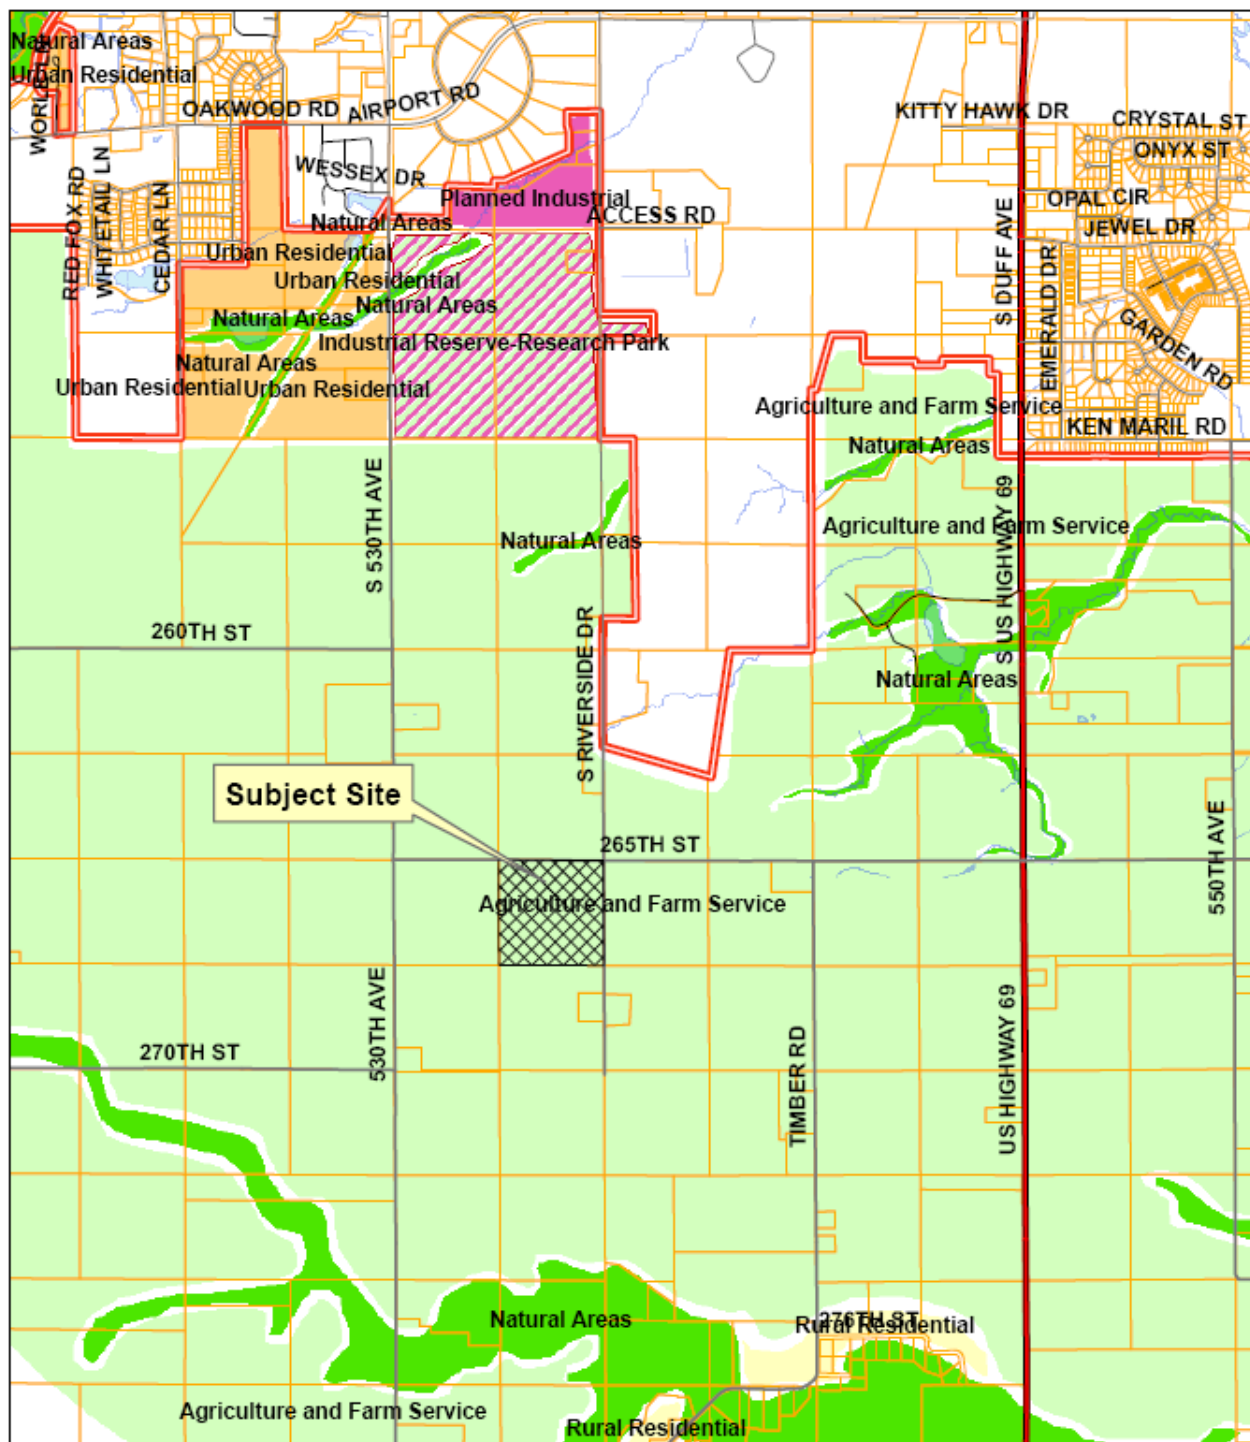 Natural Areas
Urban Residential
OAKWOOD RD
AIRPORT RD
KITTY HAWK DR
CRYSTAL ST
ONYX ST
WESSEX DR
RED FOX RD
WHITETAIL LN
CEDAR LN
Planned Industrial
ACCESS RD
OPAL CIR
JEWEL DR
Natural Areas
Urban Residential
Urban Residential
Natural Areas
Natural Areas
Industrial Reserve-Research Park
S DUFF AVE
EMERALD DR
GARDEN RD
Natural Areas
Urban Residential
Urban Residential
Agriculture and Farm Service
KEN MARIL RD
Natural Areas
S 530TH AVE
Natural Areas
Agriculture and Farm Service
S US HIGHWAY 69
260TH ST
S RIVERSIDE DR
Natural Areas
Subject Site
265TH ST
550TH AVE
Agriculture and Farm Service
530TH AVE
270TH ST
TIMBER RD
US HIGHWAY 69
Natural Areas
276TH ST
Rural Residential
Agriculture and Farm Service
Rural Residential